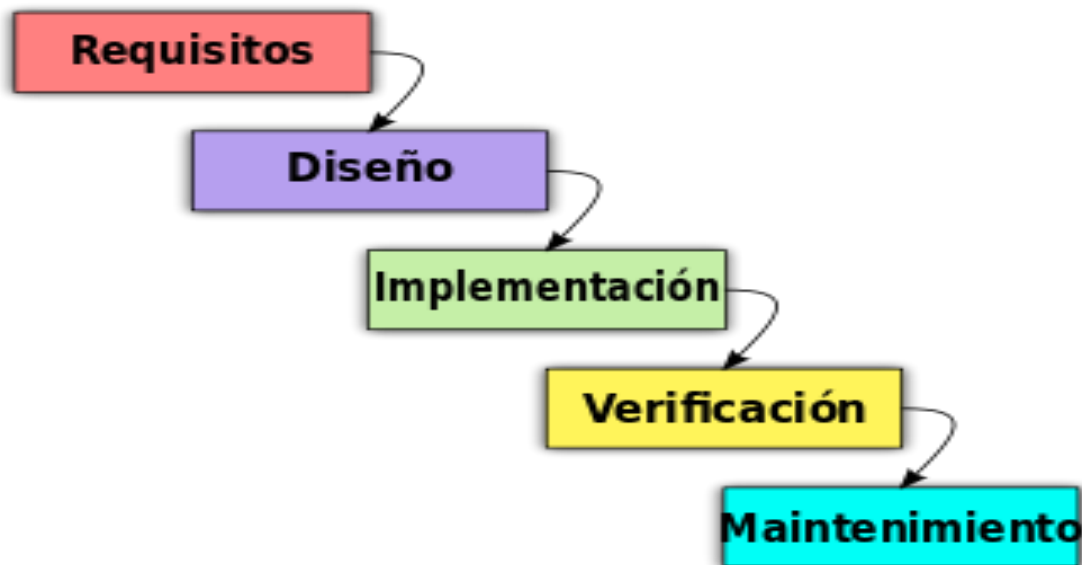 Requisitos
Diseño
Implementación
Verificación
Maintenimiento